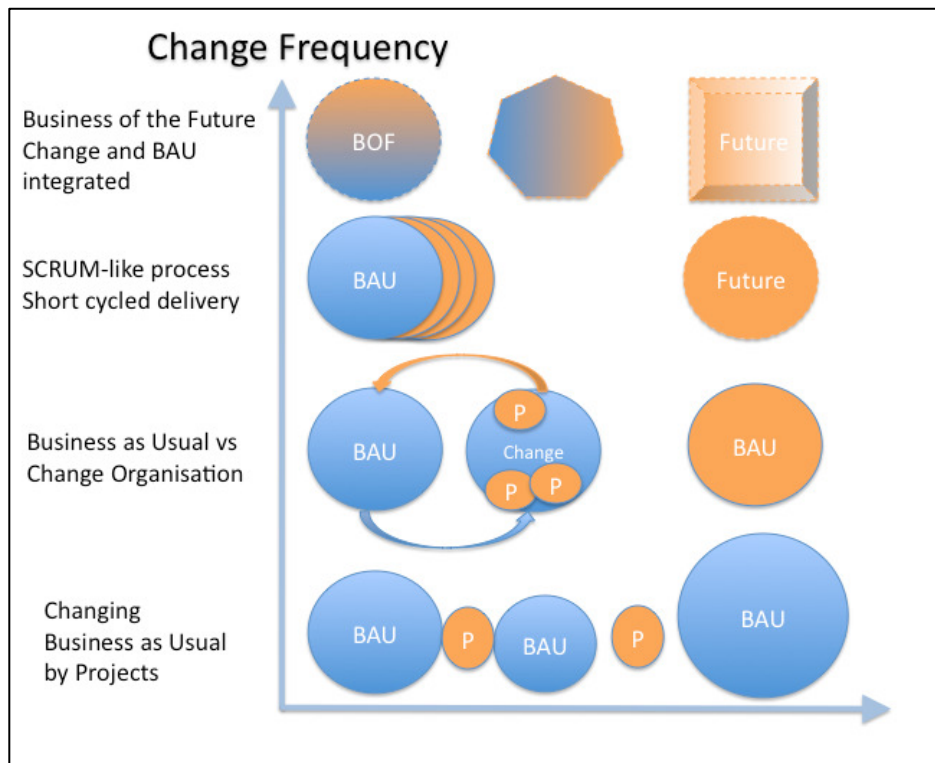 Change Frequency
Business of the Future
Change and BAU
integrated
BOF
Future
SCRUM-like process
Short cycled delivery
BAU
Future
Business as Usual vs
Change Organisation
BAU
P
Change
P
P
BAU
Changing
Business as Usual
by Projects
BAU
P
BAU
P
BAU